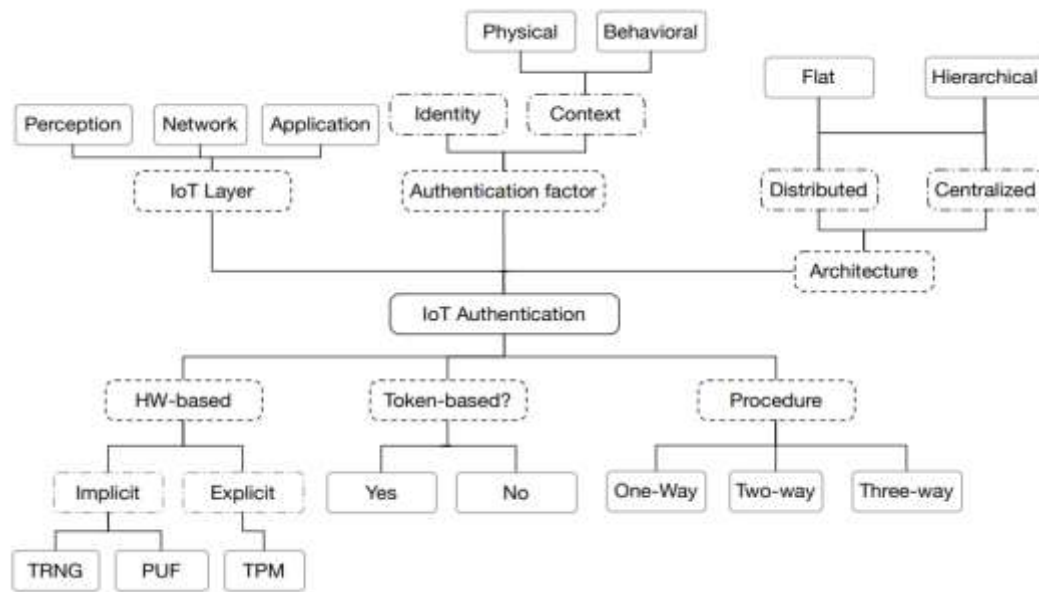 Physical
Behavioral
Flat
Hierarchical
Identity
Context
Perception
Network
Application
IoT Layer
Authentication factor
Distributed
Centralized
Architecture
IoT Authentication
HW-based
Token-based?
Procedure
Implicit
Explicit
Yes
No
One-Way
Two-way
Three-way
TRNG
PUF
TPM